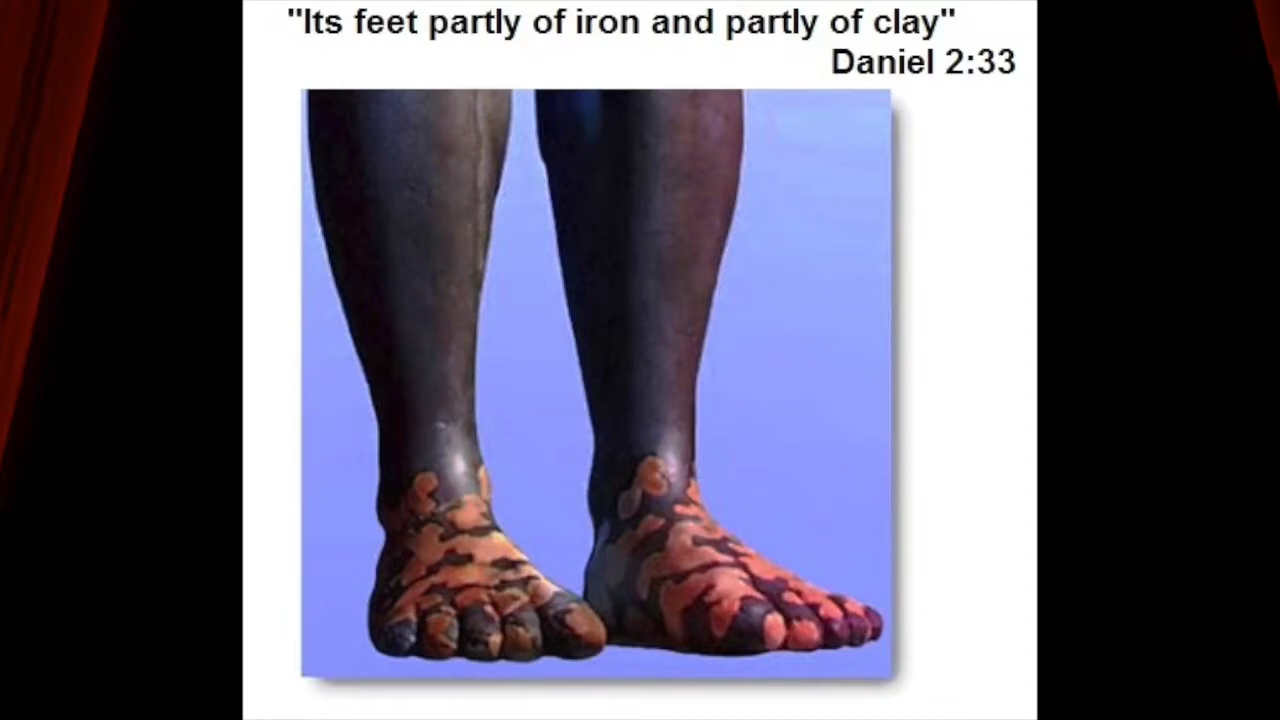 "Its feet partly of iron and partly of clay"
Daniel 2:33